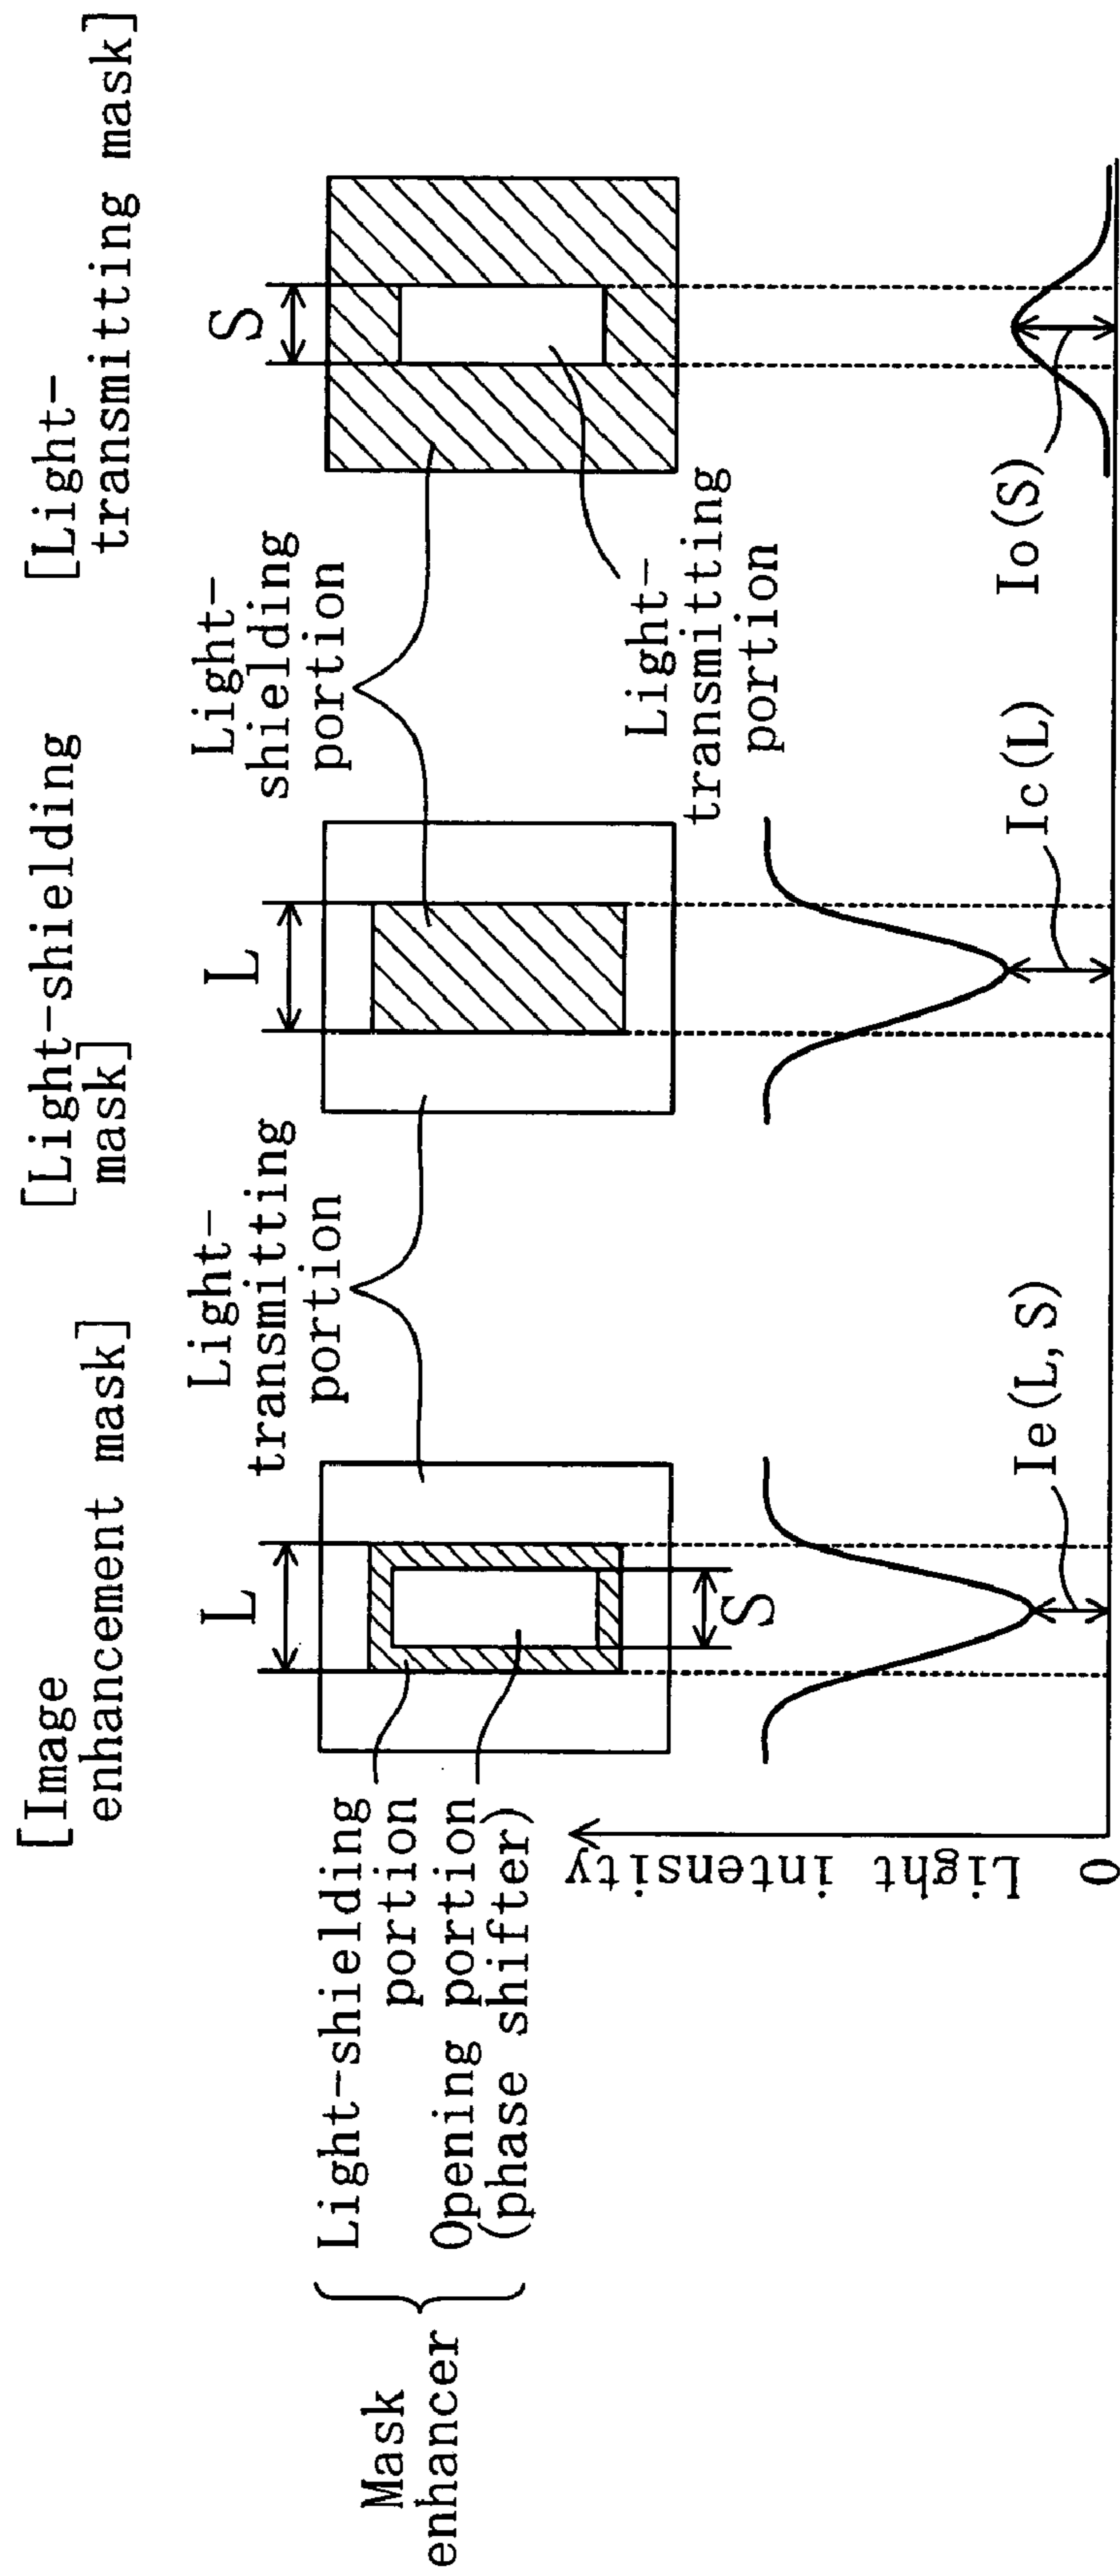 [Image
enhancement mask]
[Light-shielding
mask]
[Light-
transmitting mask]
L
L
S
Light-
transmitting
portion
Light-
shielding
portion
Mask
enhancer
Light-shielding
portion
Opening portion
(phase shifter)
S
Light-
transmitting
portion
Light intensity
0
Ie(L,S)
Ic(L)
Io(S)